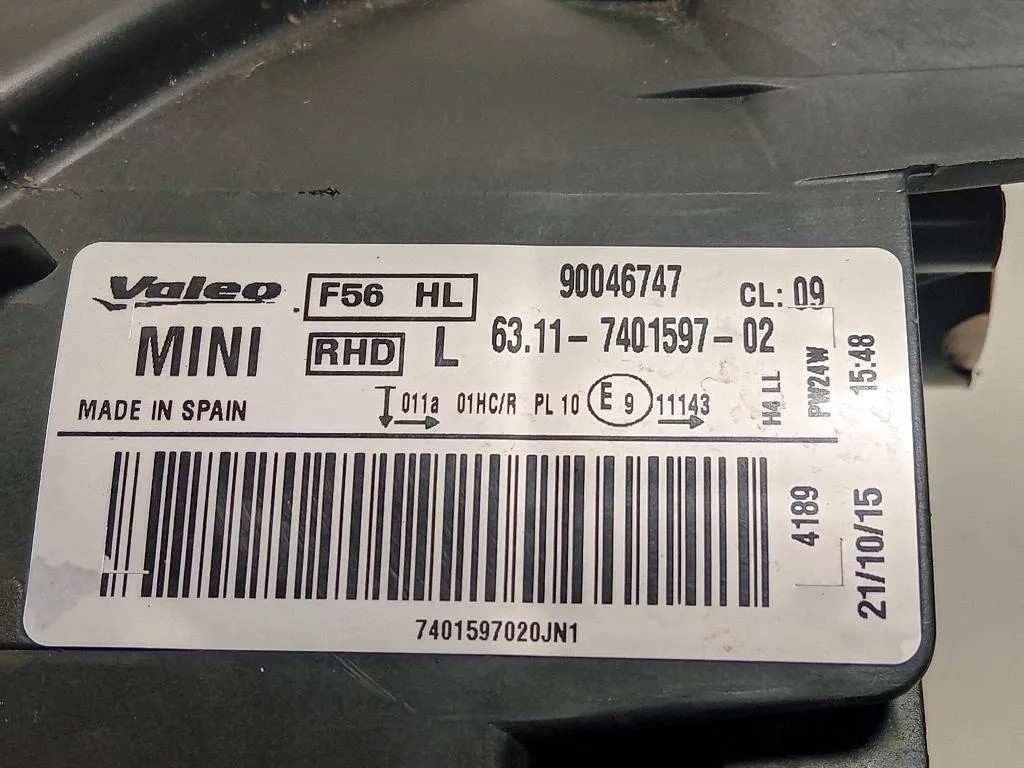 Valeo F56 HL 90046747 CL: 09
MINI RHD L 63.11-7401597-02
MADE IN SPAIN 011a 01HC/R PL 10 E 9 11143
H4 LL
PW24W
15:48
4189
21/10/15
7401597020JN1